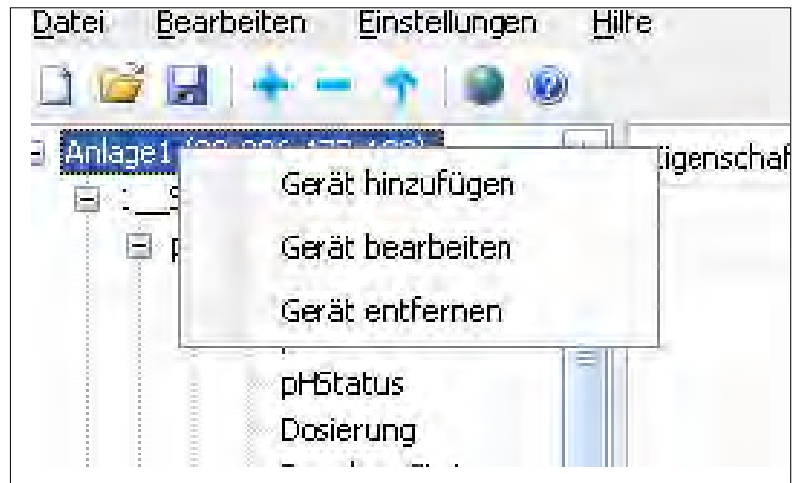 Datei Bearbeiten Einstellungen Hilfe
Anlage1
Gerät hinzufügen
Gerät bearbeiten
Gerät entfernen
pHStatus
Dosierung